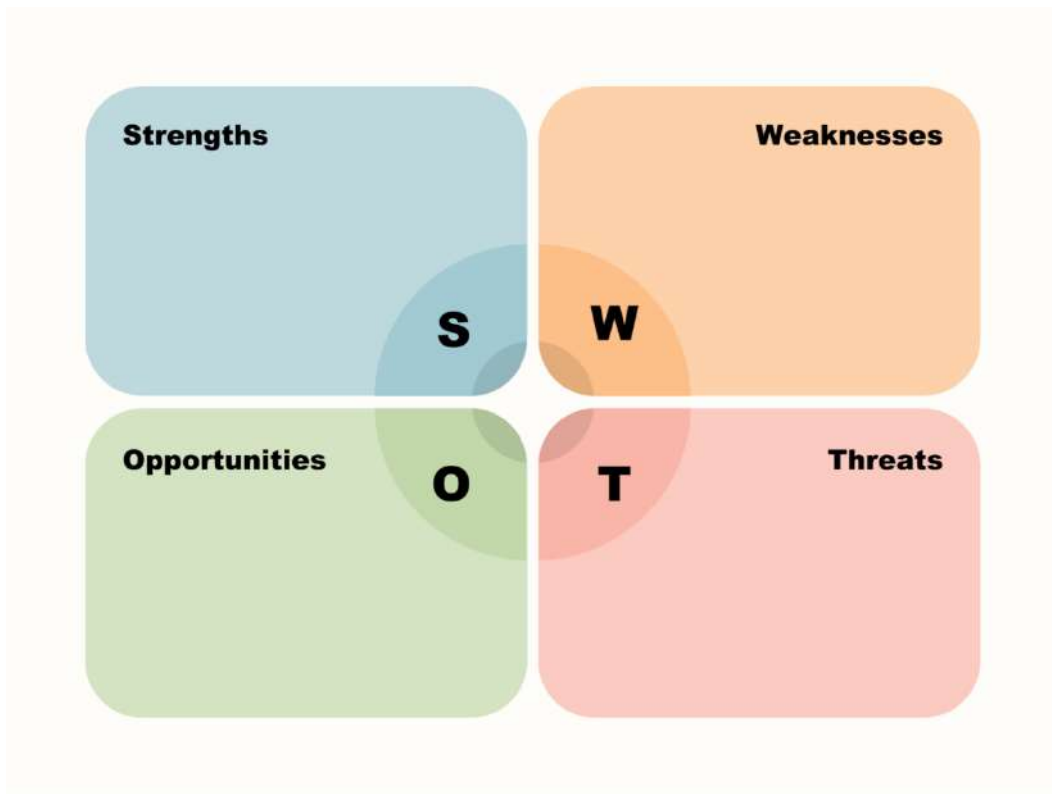 Strengths
Weaknesses
S
W
Opportunities
Threats
O
T